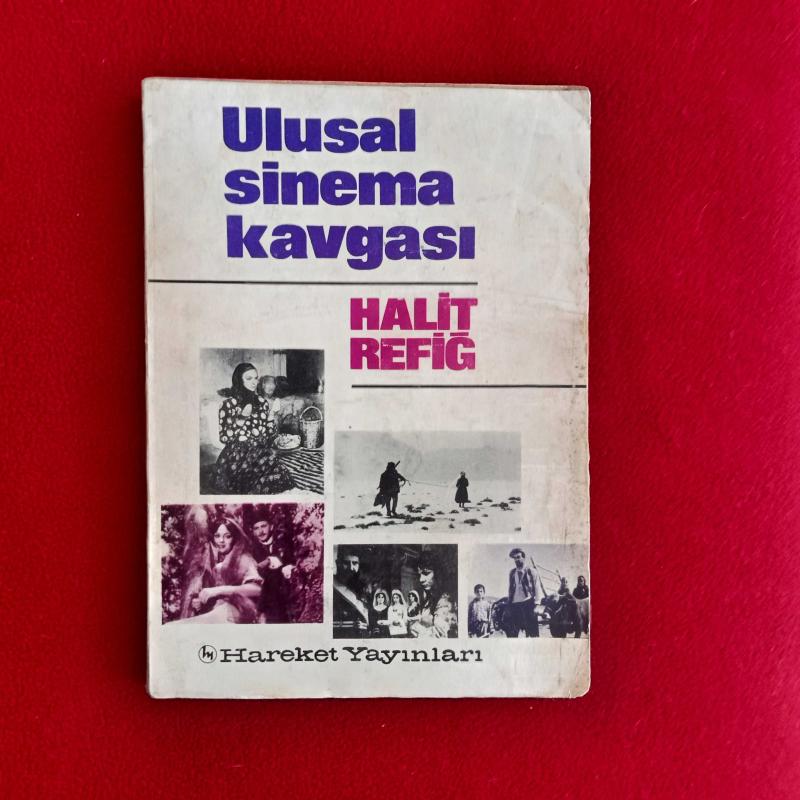 Ulusal
sinema
kavgası
HALİT
REFİĞ
Hareket Yayınları